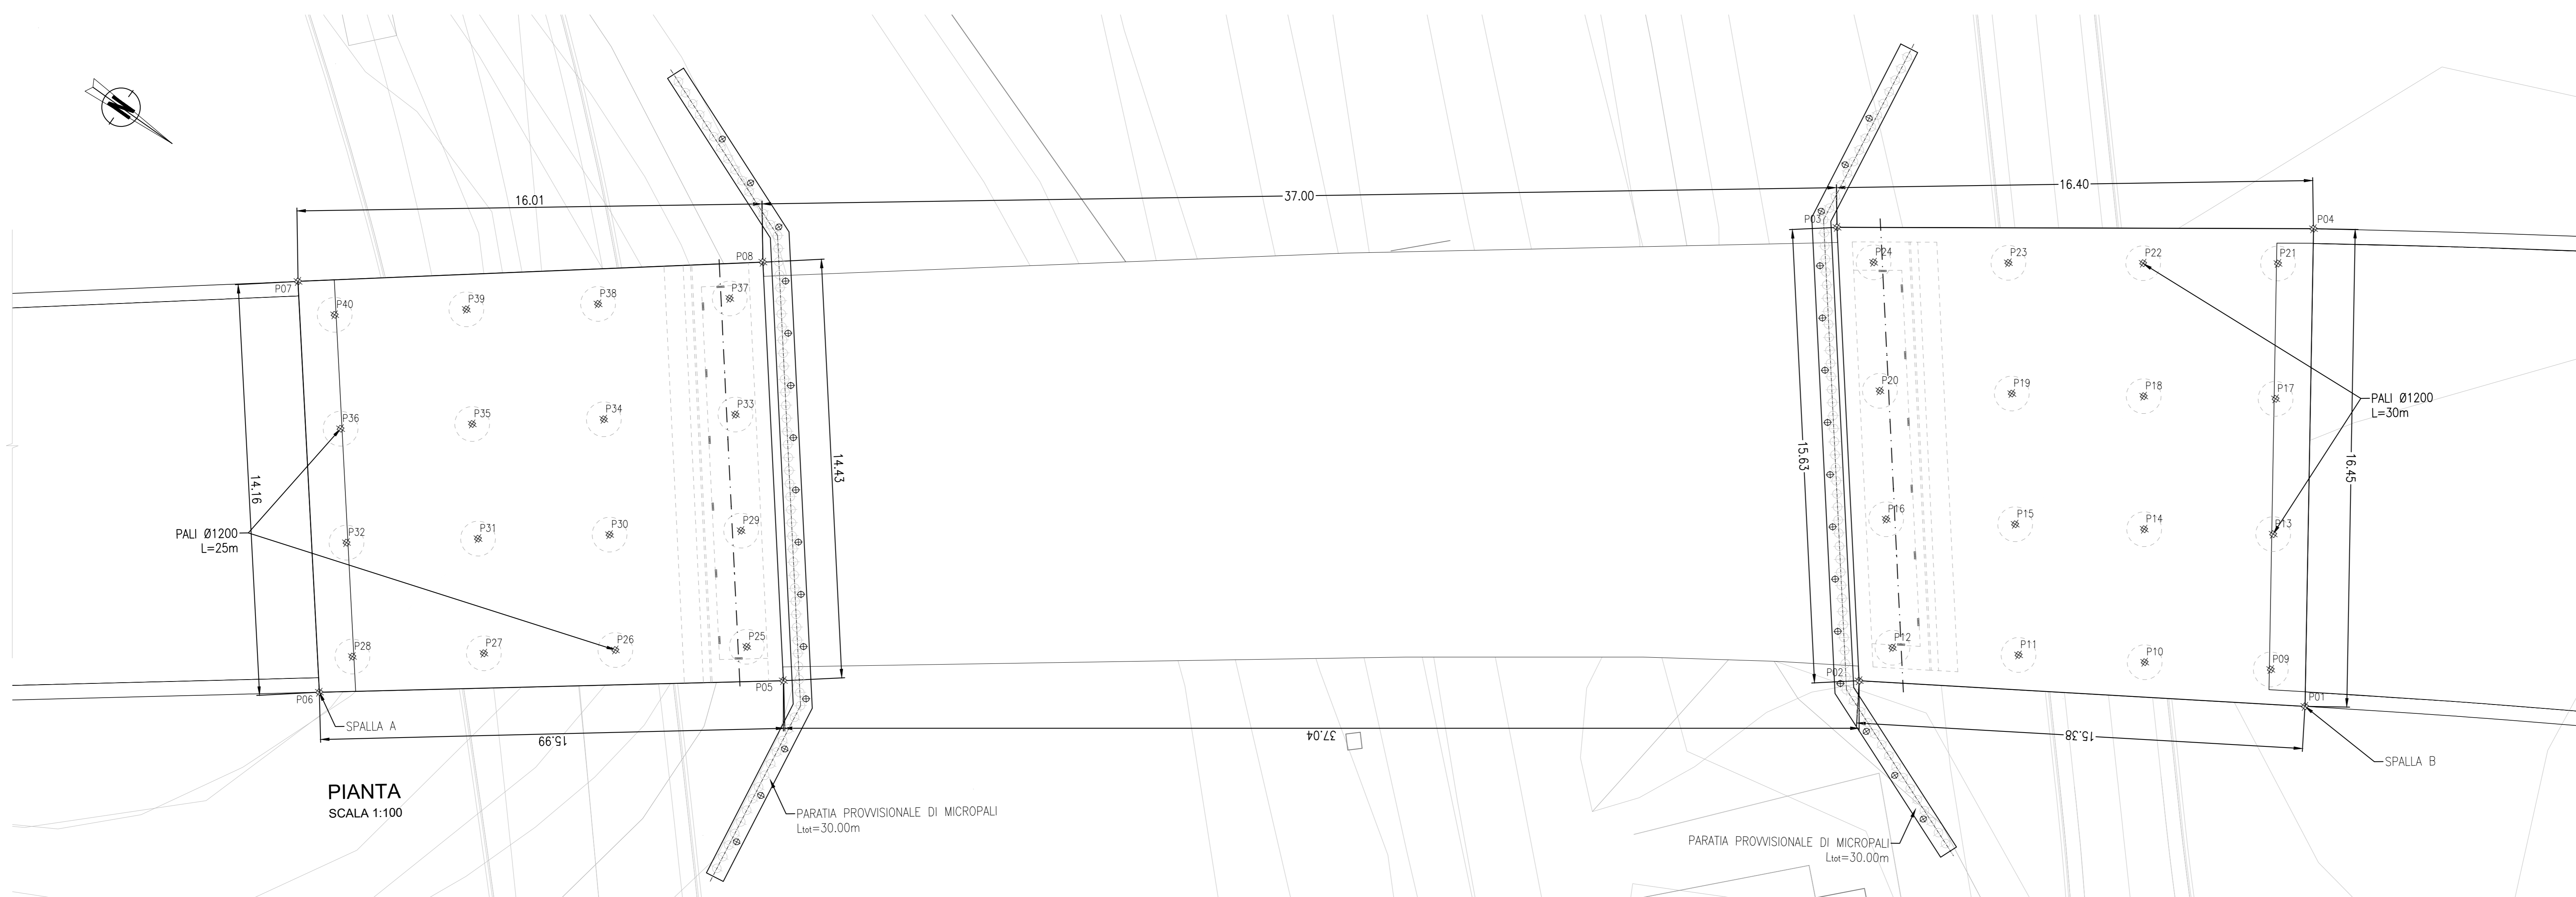 N
16.01
37.00
16.40
P07
P08
P03
P04
P40
P39
P38
P37
P24
P23
P22
P21
P36
P35
P34
P33
P20
P19
P18
P17
PALI Ø1200
L=30m
14.16
14.43
15.63
16.45
PALI Ø1200
L=25m
P32
P31
P30
P29
P16
P15
P14
P13
P28
P27
P26
P25
P12
P11
P10
P09
P06
P05
P02
P01
SPALLA A
15.99
37.04
15.38
SPALLA B
PIANTA
SCALA 1:100
PARATIA PROVVISIONALE DI MICROPALI
Ltot=30.00m
PARATIA PROVVISIONALE DI MICROPALI
Ltot=30.00m